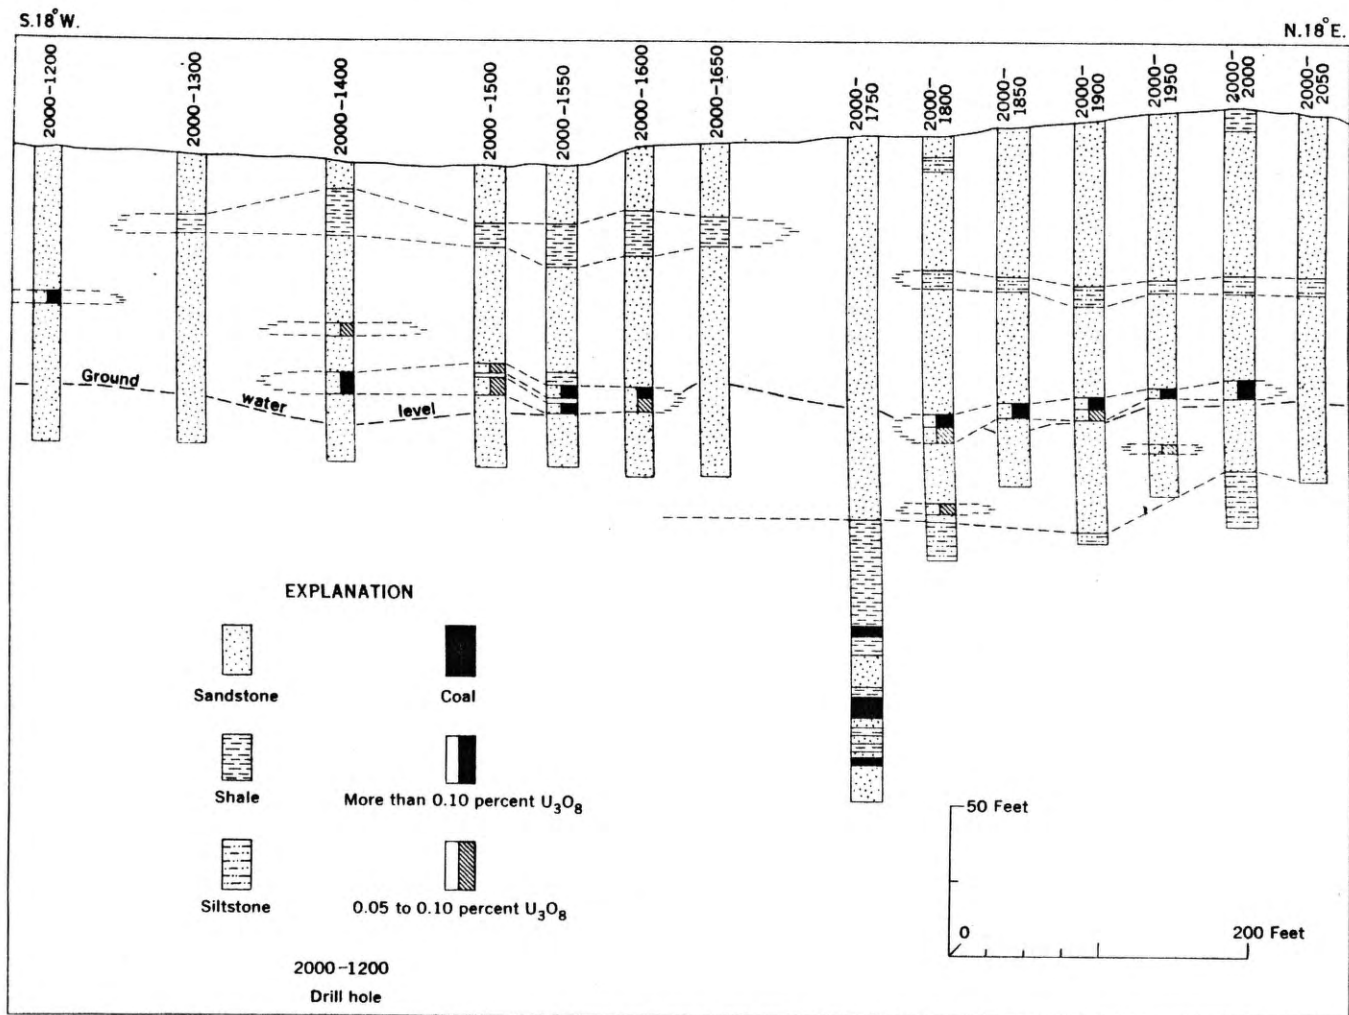 S.18°W.
N.18°E.
2000-1200
2000-1300
2000-1400
2000-1500
2000-1550
2000-1600
2000-1650
2000-
1750
2000-
1800
2000-
1850
2000-
1900
2000-
1950
2000-
2000
2000-
2050
Ground
water
level
EXPLANATION
Sandstone
Coal
Shale
More than 0.10 percent U₃O₈
Siltstone
0.05 to 0.10 percent U₃O₈
2000-1200
Drill hole
50 Feet
0
200 Feet